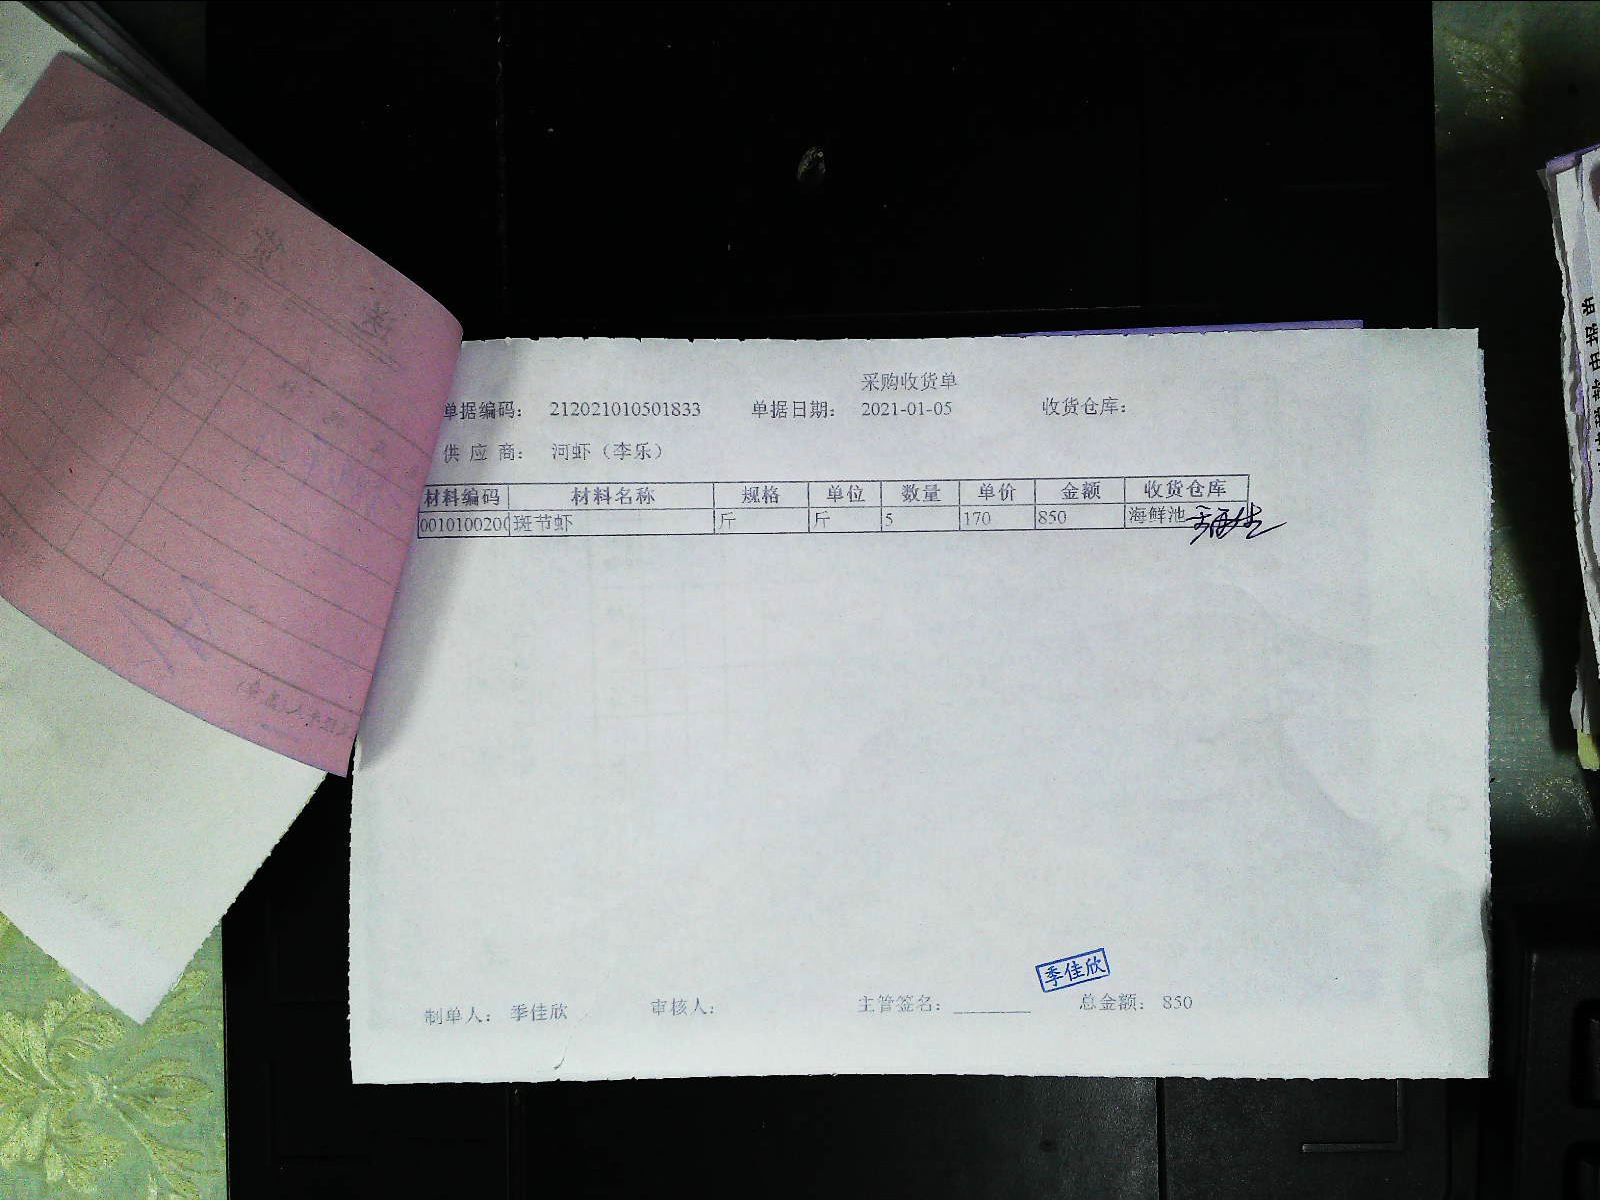 采购收货单
单据编码： 212021010501833 单据日期： 2021-01-05 收货仓库：
供 应 商： 河虾（李乐）
材料编码 材料名称 规格 单位 数量 单价 金额 收货仓库
001010020 斑节虾 斤 斤 5 170 850 海鲜池
季佳欣
制单人： 季佳欣 审核人： 主管签名： 总金额： 850